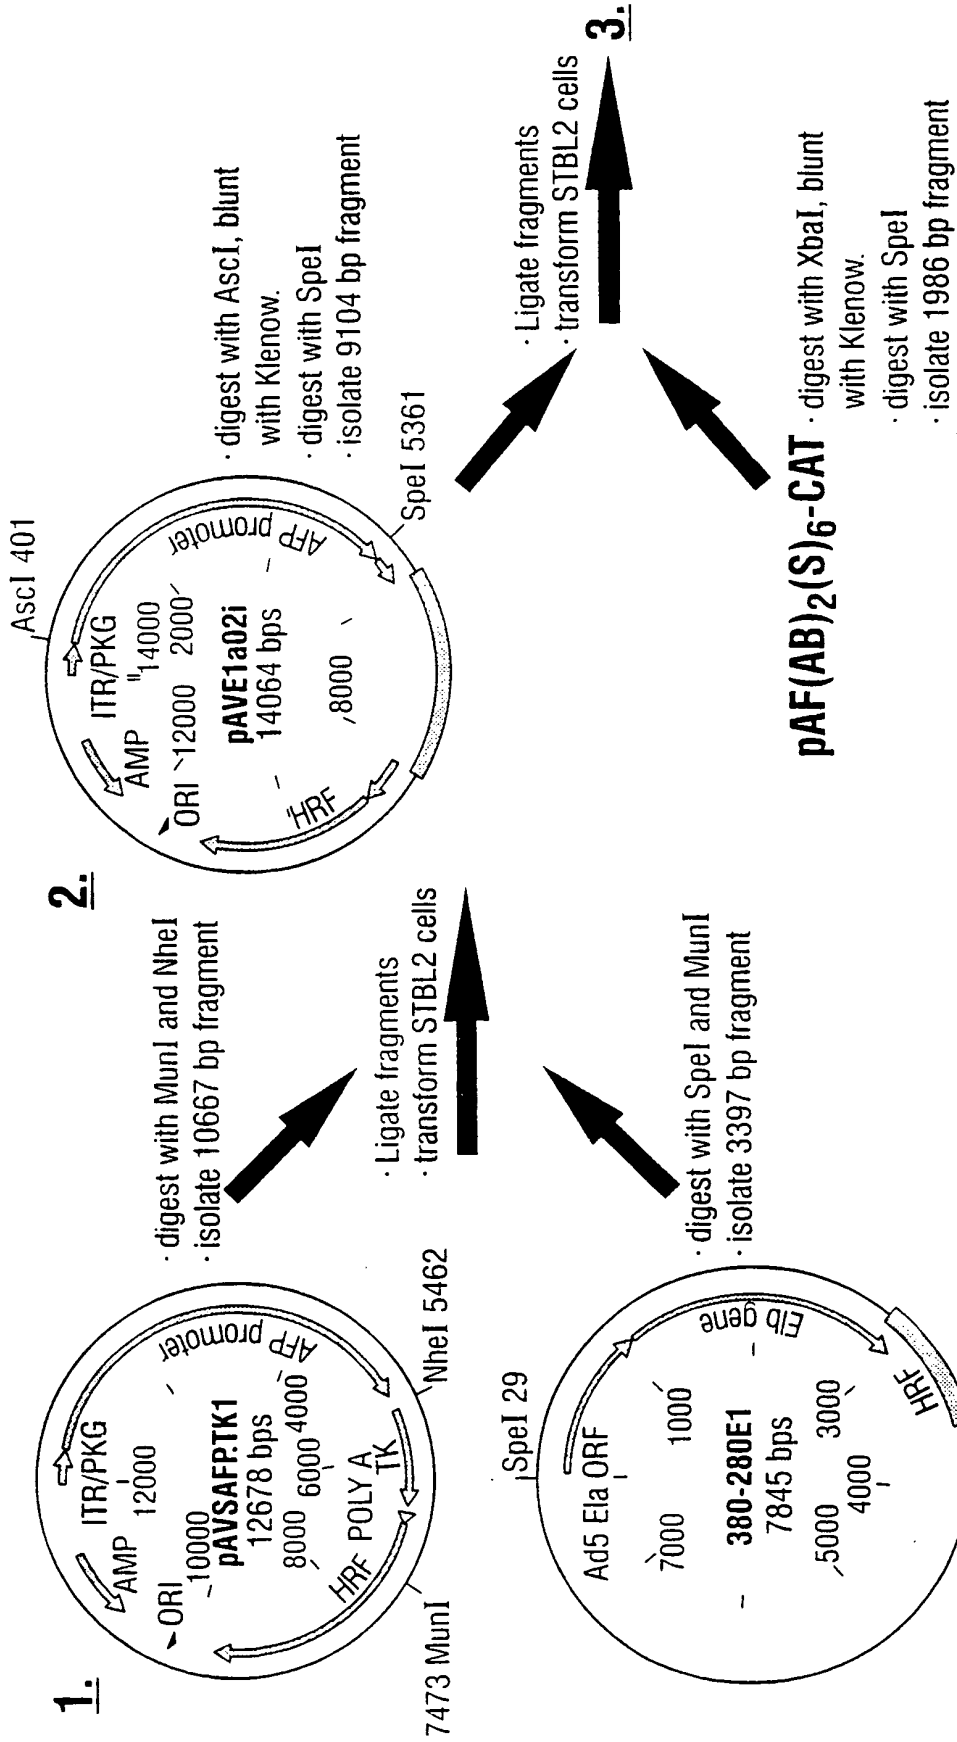 1.
ITR/PKG
AMP
12000
ORI
10000
pAVSAFP.TK1
12678 bps
8000
6000
4000
AFP promoter
HRF
POLY A
TK
7473 MunI
NheI 5462
· digest with MunI and NheI
· isolate 10667 bp fragment
SpeI 29
Ad5 Ela ORF
7000
1000
380-280E1
7845 bps
5000
3000
4000
Elb gene
HRF
· digest with SpeI and MunI
· isolate 3397 bp fragment
· Ligate fragments
· transform STBL2 cells
2.
AscI 401
ITR/PKG
AMP
14000
ORI
12000
2000
pAVE1a02i
14064 bps
8000
AFP promoter
HRF
SpeI 5361
· digest with AscI, blunt
with Klenow.
· digest with SpeI
· isolate 9104 bp fragment
pAF(AB)2(S)6-CAT
· digest with XbaI, blunt
with Klenow.
· digest with SpeI
· isolate 1986 bp fragment
· Ligate fragments
· transform STBL2 cells
3.